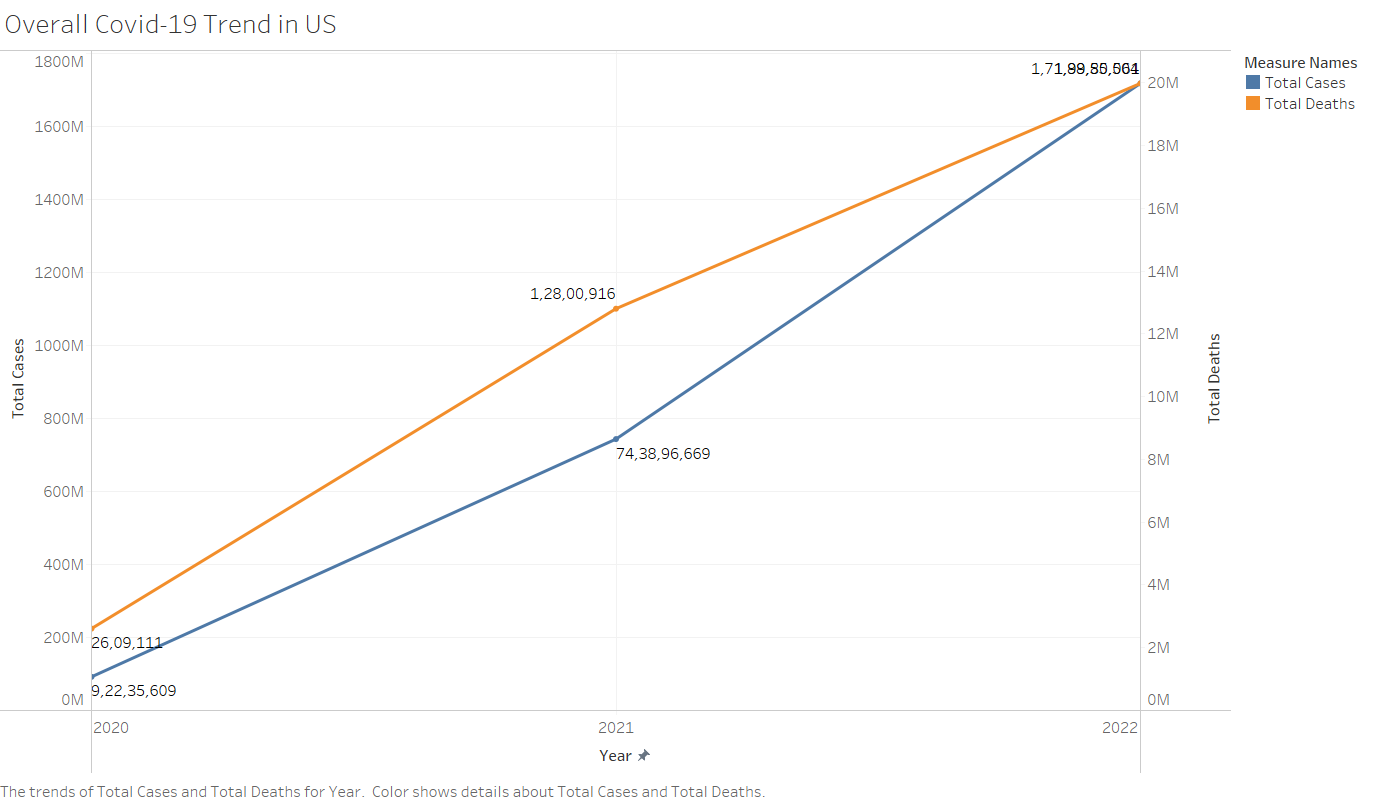 Overall Covid-19 Trend in US
Measure Names
Total Cases
Total Deaths
1800M
1600M
1400M
1200M
1000M
800M
600M
400M
200M
0M
Total Cases
20M
18M
16M
14M
12M
10M
8M
6M
4M
2M
0M
Total Deaths
1,28,00,916
74,38,96,669
26,09,111
9,22,35,609
2020
2021
2022
Year
The trends of Total Cases and Total Deaths for Year.  Color shows details about Total Cases and Total Deaths.